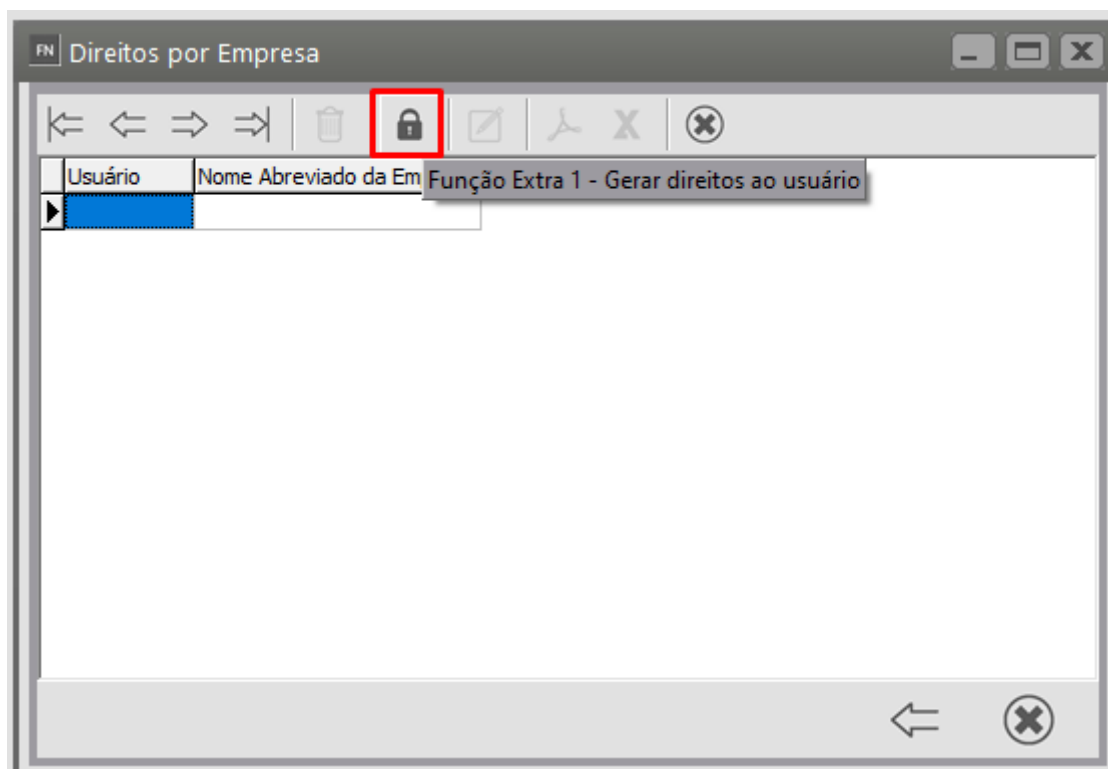 FN Direitos por Empresa
Usuário Nome Abreviado da Em
Função Extra 1 - Gerar direitos ao usuário